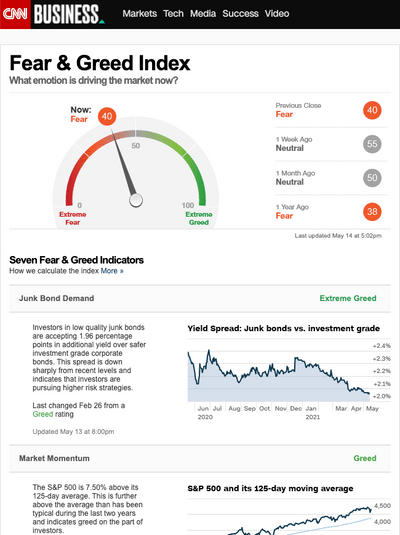 CNN BUSINESS Markets Tech Media Success Video
Fear & Greed Index
What emotion is driving the market now?
Now:
Fear
40
50
0
100
Extreme
Fear
Extreme
Greed
Previous Close
Fear
40
1 Week Ago
Neutral
55
1 Month Ago
Neutral
50
1 Year Ago
Fear
38
Last updated May 14 at 5:02pm
Seven Fear & Greed Indicators
How we calculate the index More »
Junk Bond Demand
Extreme Greed
Investors in low quality junk bonds
are accepting 1.96 percentage
points in additional yield over safer
investment grade corporate
bonds. This spread is down
sharply from recent levels and
indicates that investors are
pursuing higher risk strategies.
Last changed Feb 26 from a
Greed rating
Updated May 13 at 8:00pm
Yield Spread: Junk bonds vs. investment grade
+2.4%
+2.3%
+2.2%
+2.1%
+2.0%
Jun Jul Aug Sep Oct Nov Dec Jan Mar Apr May
2020 2021
Market Momentum
Greed
The S&P 500 is 7.50% above its
125-day average. This is further
above the average than has been
typical during the last two years
and indicates greed on the part of
investors.
S&P 500 and its 125-day moving average
4,500
4,000